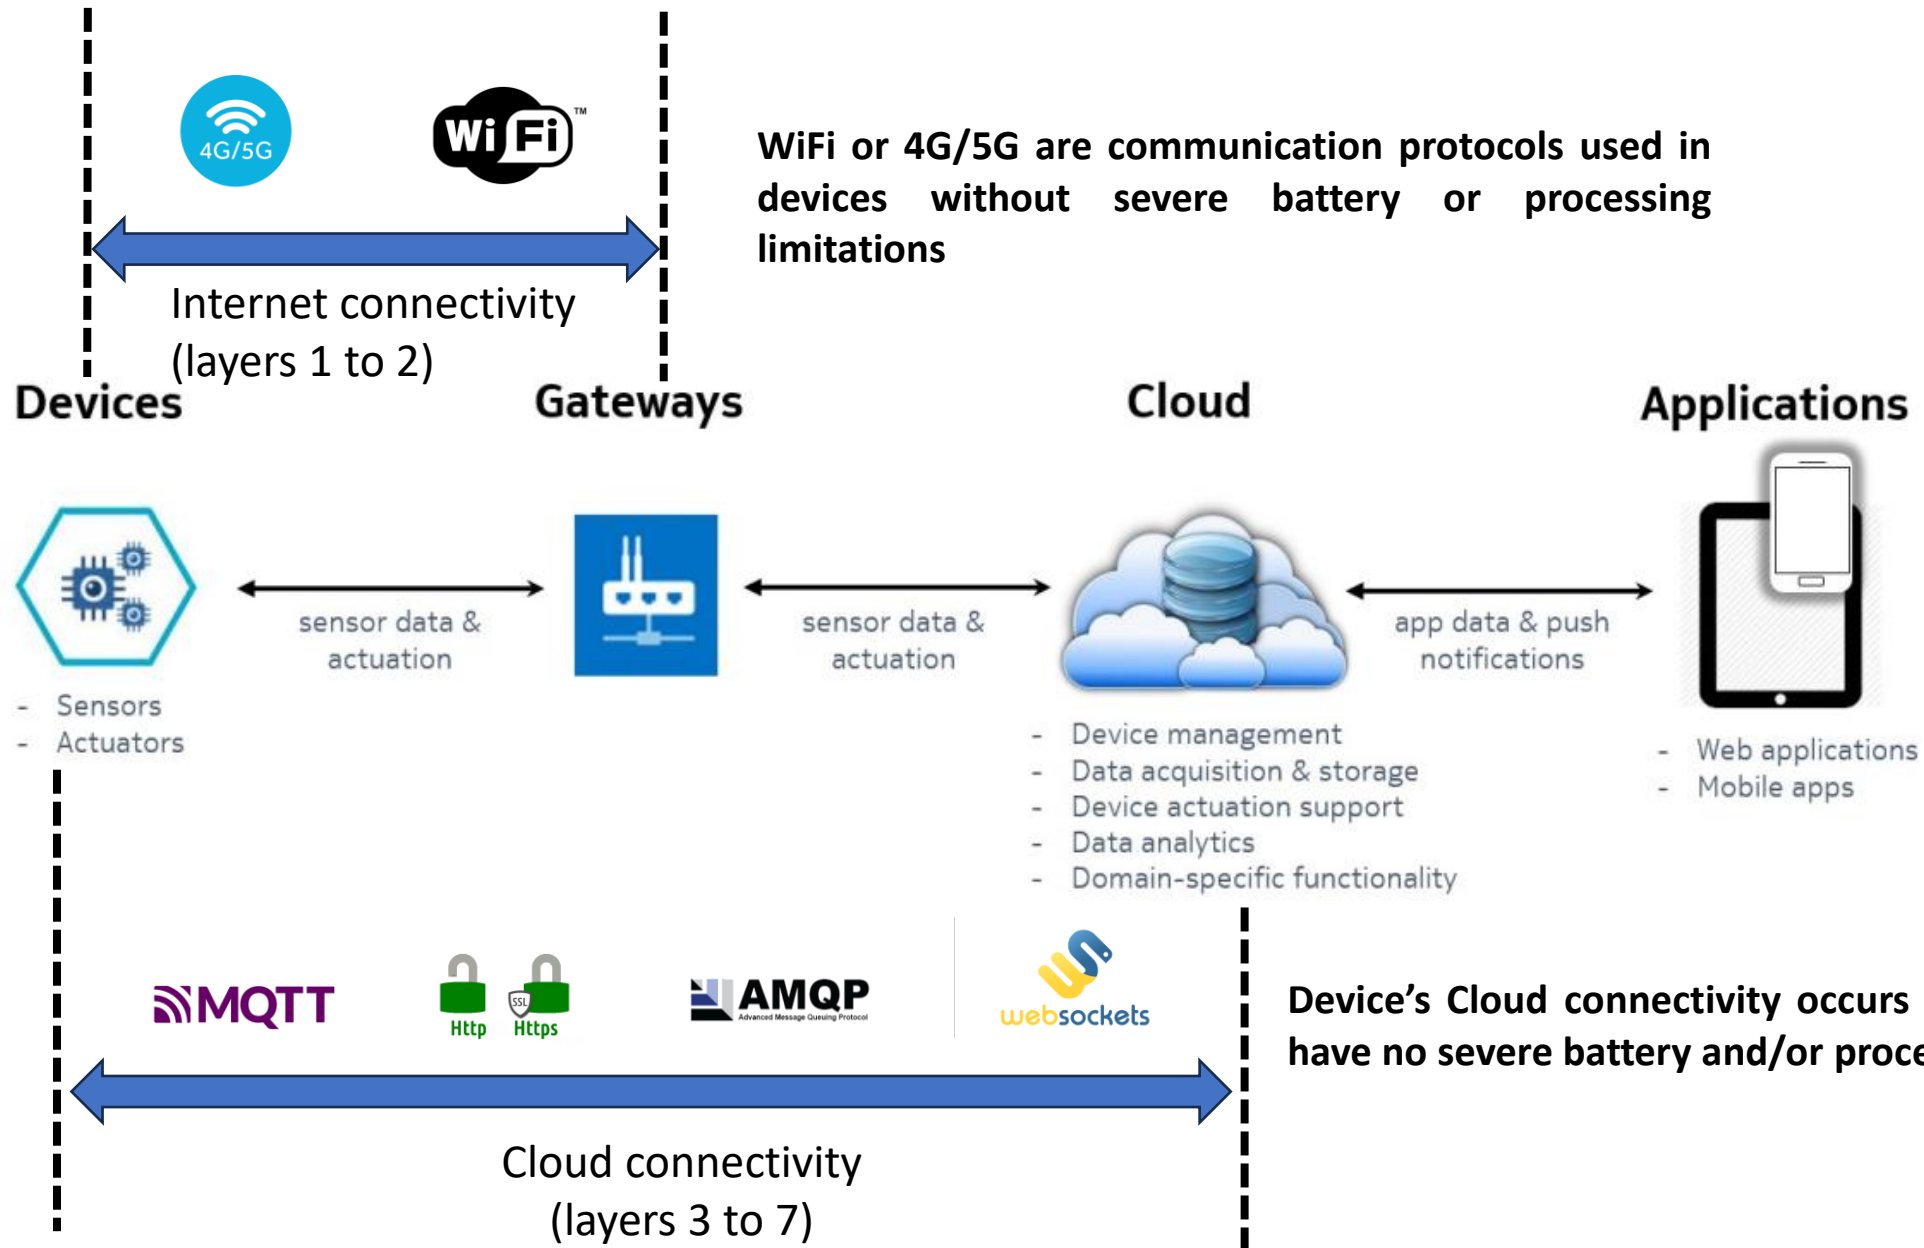 4G/5G
WiFi™
WiFi or 4G/5G are communication protocols used in
devices without severe battery or processing
limitations
Internet connectivity
(layers 1 to 2)
Devices
Gateways
Cloud
Applications
sensor data &
actuation
sensor data &
actuation
app data & push
notifications
- Sensors
- Actuators
- Device management
- Data acquisition & storage
- Device actuation support
- Data analytics
- Domain-specific functionality
- Web applications
- Mobile apps
MQTT
Http
SSL
Https
AMQP
Advanced Message Queuing Protocol
websockets
Device’s Cloud connectivity occurs
have no severe battery and/or proce
Cloud connectivity
(layers 3 to 7)